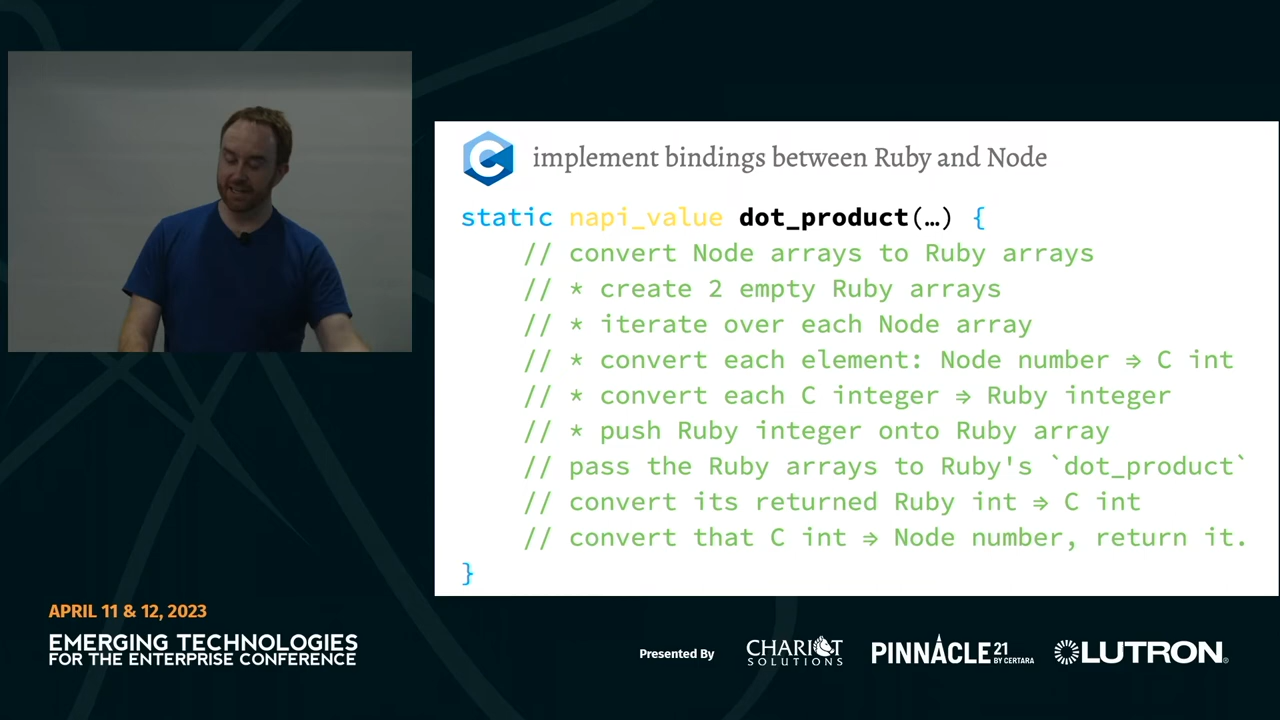 C
implement bindings between Ruby and Node
static napi_value dot_product(…) {
// convert Node arrays to Ruby arrays
// * create 2 empty Ruby arrays
// * iterate over each Node array
// * convert each element: Node number ⇒ C int
// * convert each C integer ⇒ Ruby integer
// * push Ruby integer onto Ruby array
// pass the Ruby arrays to Ruby's `dot_product`
// convert its returned Ruby int ⇒ C int
// convert that C int ⇒ Node number, return it.
}
APRIL 11 & 12, 2023
EMERGING TECHNOLOGIES
FOR THE ENTERPRISE CONFERENCE
Presented By
CHARIOT
SOLUTIONS
PINNACLE 21
BY CERTARA
LUTRON